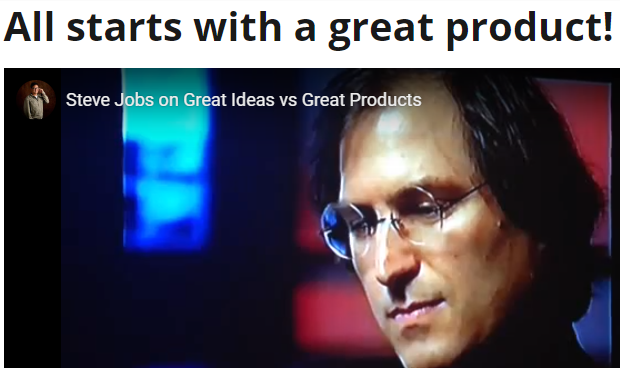 All starts with a great product!
Steve Jobs on Great Ideas vs Great Products